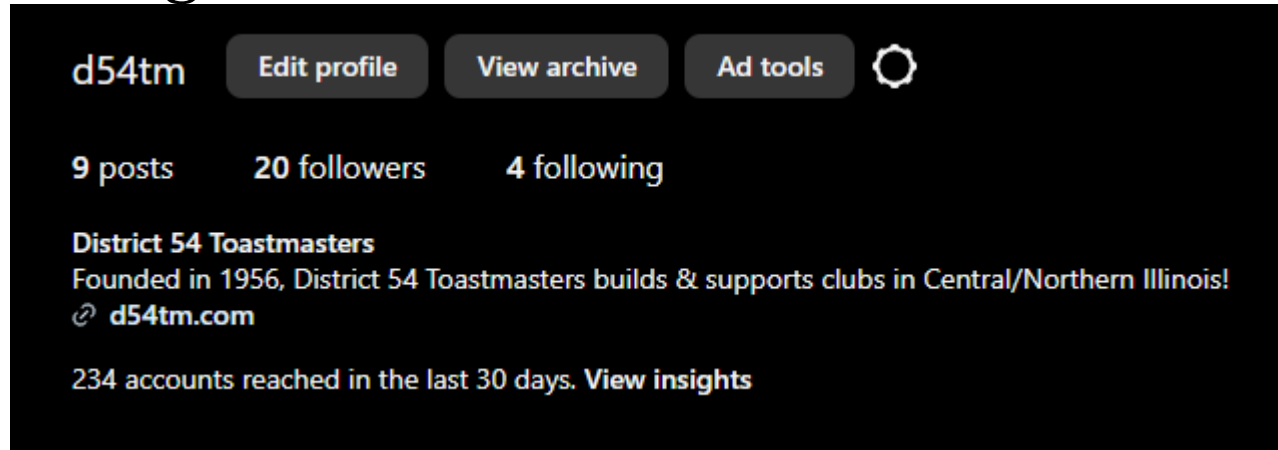 d54tm Edit profile View archive Ad tools
9 posts 20 followers 4 following
District 54 Toastmasters
Founded in 1956, District 54 Toastmasters builds & supports clubs in Central/Northern Illinois!
d54tm.com
234 accounts reached in the last 30 days. View insights